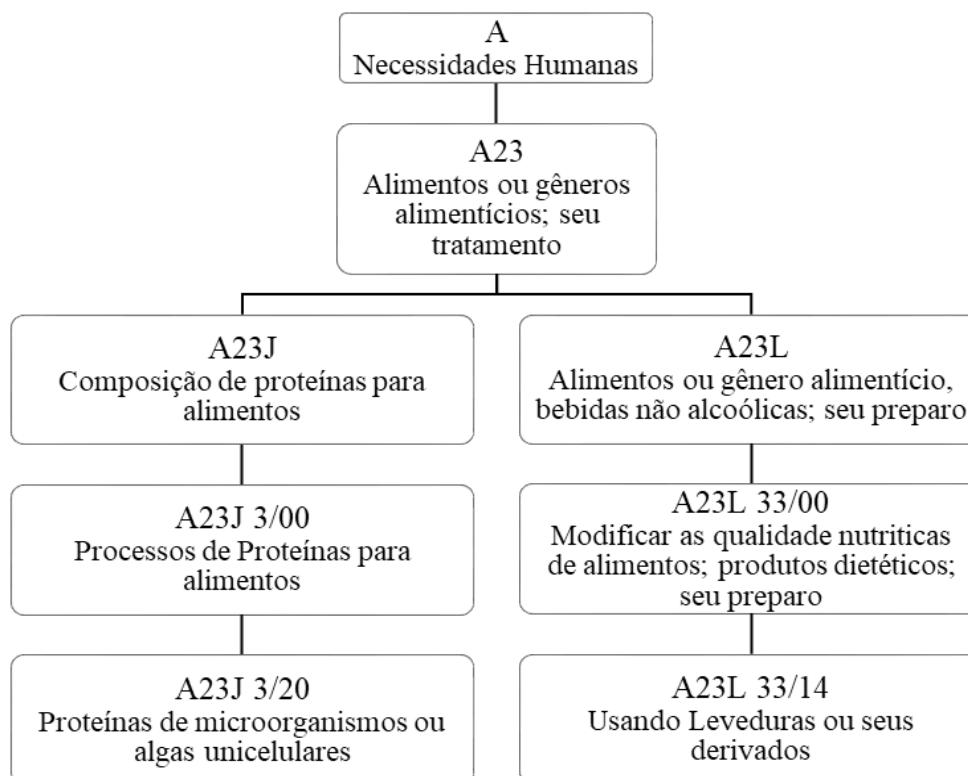 A
Necessidades Humanas
A23
Alimentos ou gêneros
alimentícios; seu
tratamento
A23J
Composição de proteínas para
alimentos
A23L
Alimentos ou gênero alimentício,
bebidas não alcoólicas; seu preparo
A23J 3/00
Processos de Proteínas para
alimentos
A23L 33/00
Modificar as qualidade nutriticas
de alimentos; produtos dietéticos;
seu preparo
A23J 3/20
Proteínas de microorganismos ou
algas unicelulares
A23L 33/14
Usando Leveduras ou seus
derivados